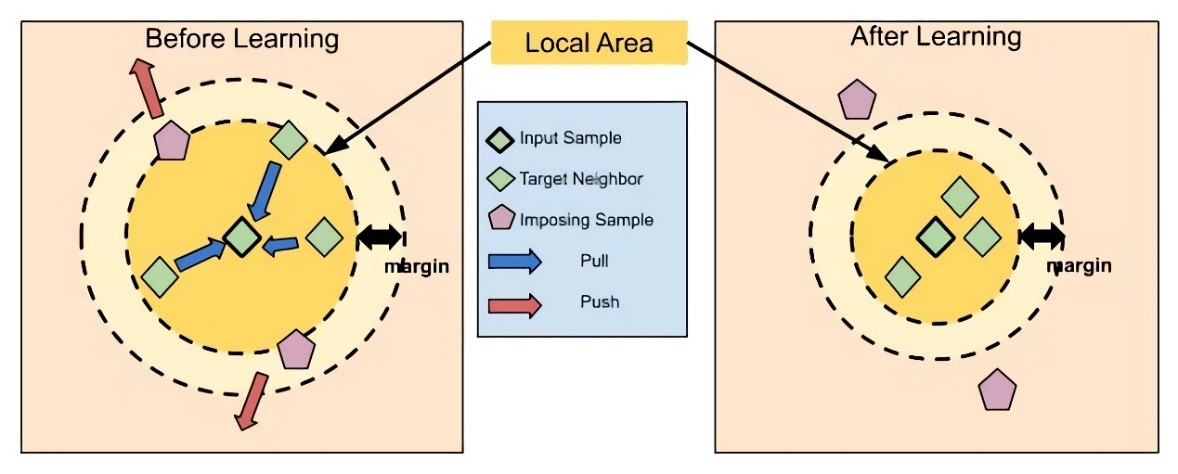 Before Learning
Local Area
After Learning
Input Sample
Target Neighbor
Imposing Sample
Pull
Push
margin
margin